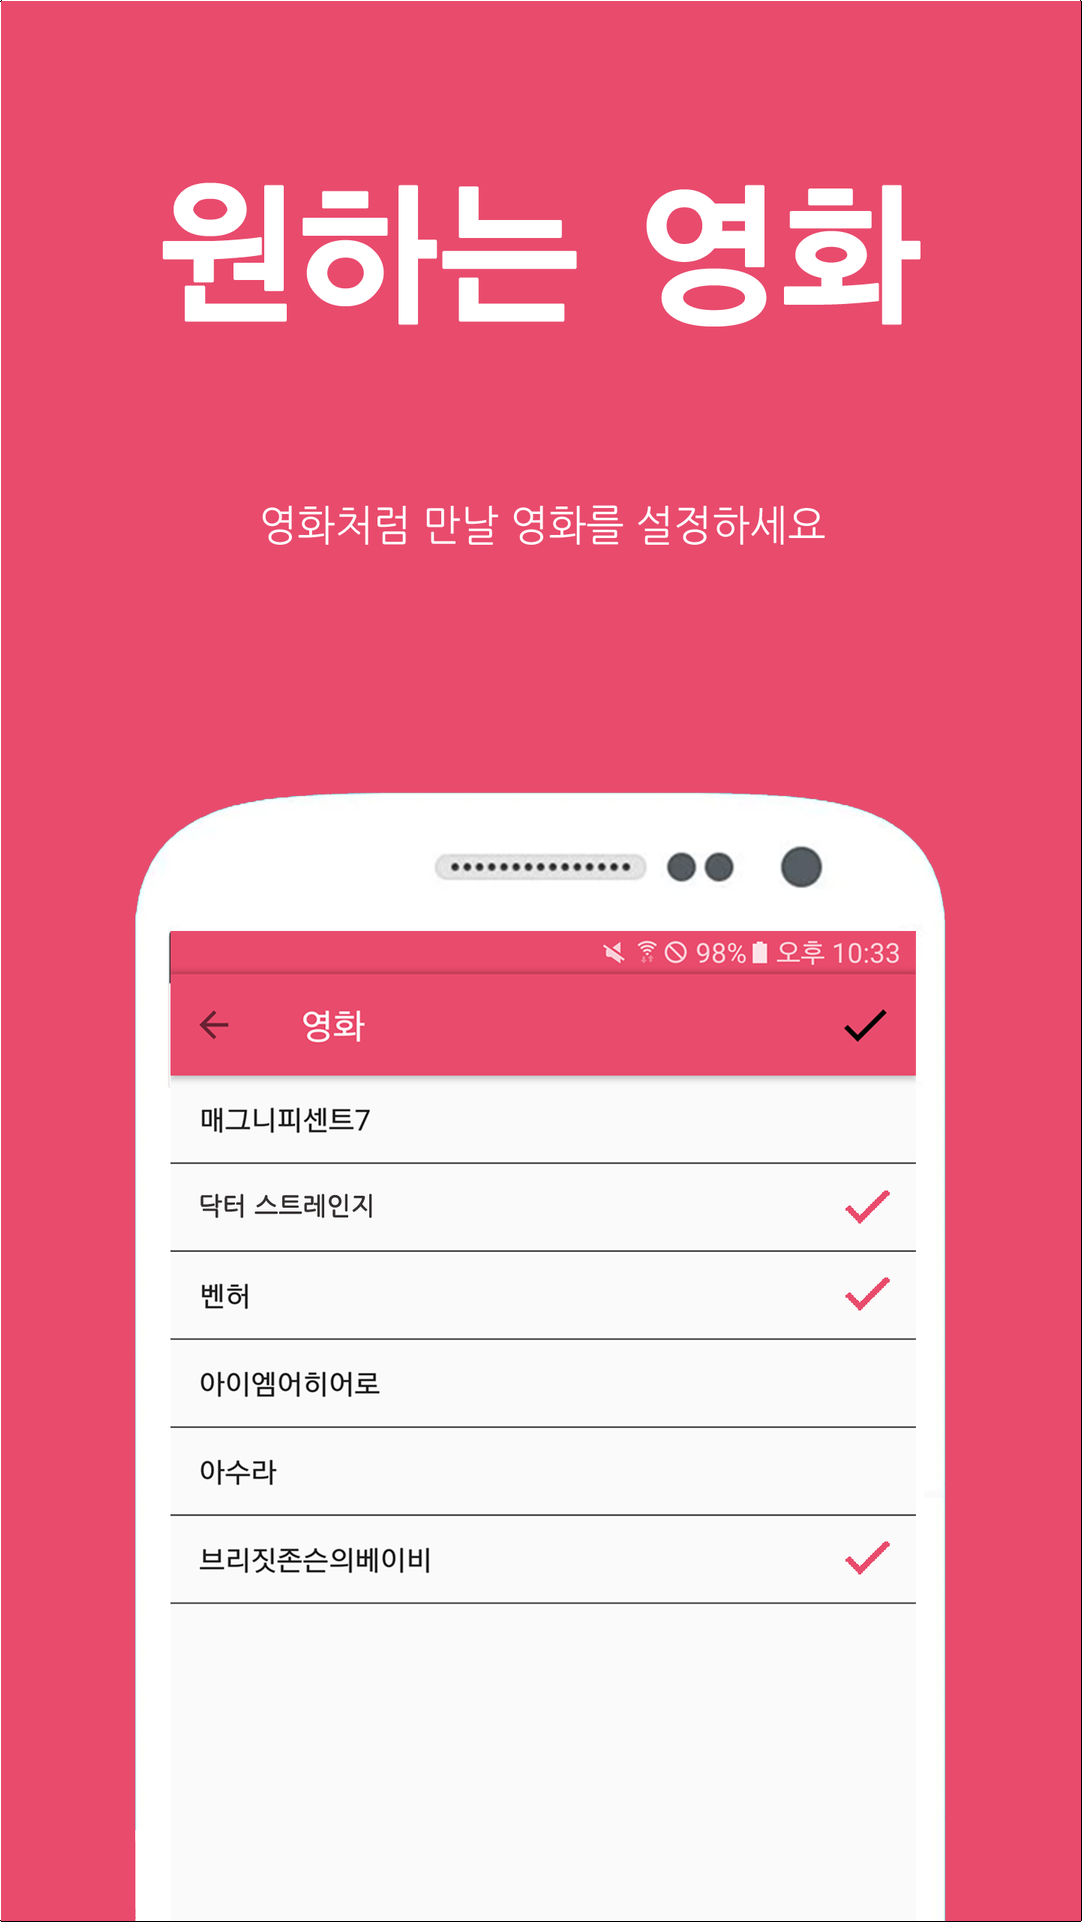 원하는 영화
영화처럼 만날 영화를 설정하세요
98% 오후 10:33
영화
매그니피센트7
닥터 스트레인지
벤허
아이엠어히어로
아수라
브리짓존슨의베이비